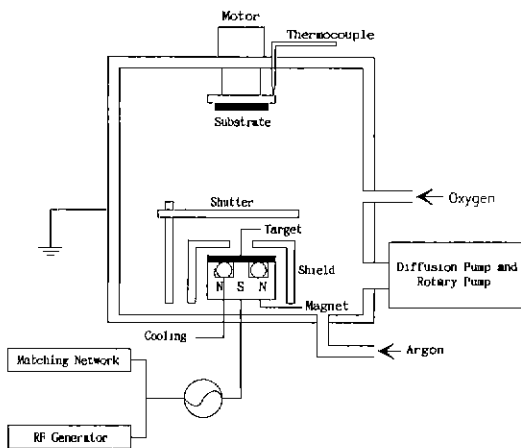 Motor
Thermocouple
Substrate
Shutter
Oxygen
Target
Shield
Diffusion Pump and
Rotary Pump
N S N
Magnet
Cooling
Argon
Matching Network
RF Generator